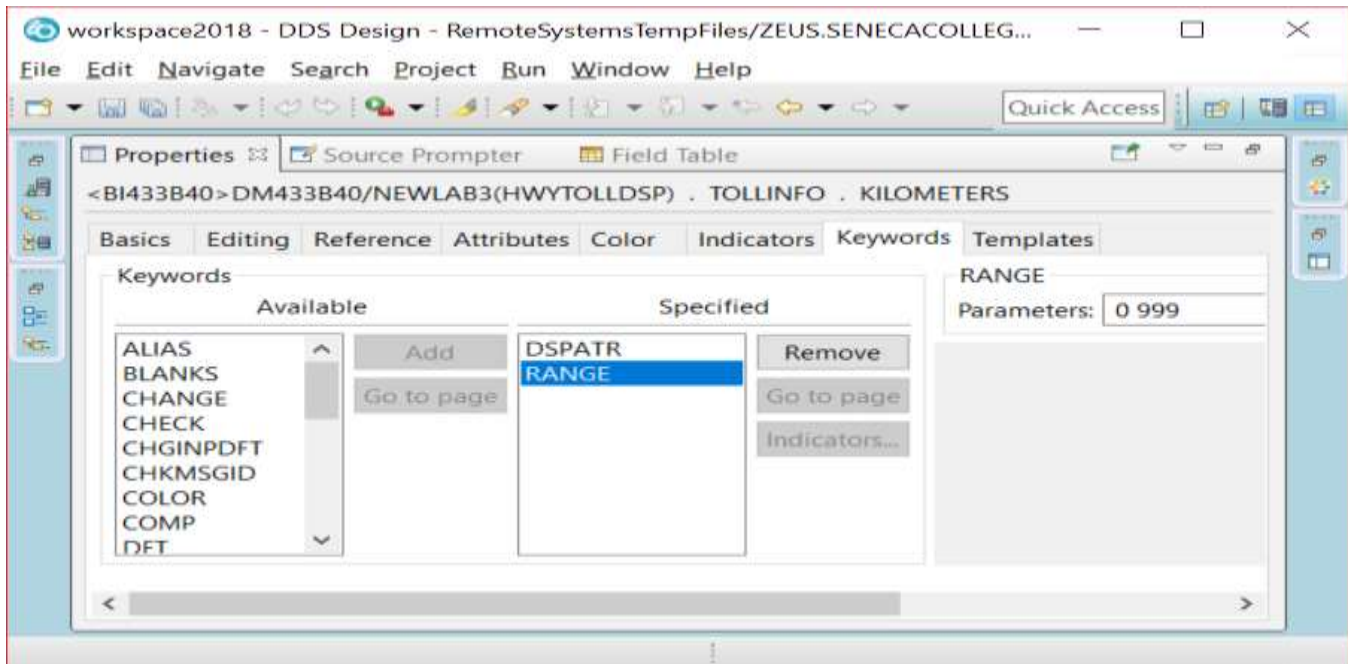 workspace2018 - DDS Design - RemoteSystemsTempFiles/ZEUS.SENECACOLLEG...
File Edit Navigate Search Project Run Window Help
Quick Access
Properties Source Prompter Field Table
<BI433B40>DM433B40/NEWLAB3(HWYTOLLDSP) . TOLLINFO . KILOMETERS
Basics Editing Reference Attributes Color Indicators Keywords Templates
Keywords
Available
ALIAS
BLANKS
CHANGE
CHECK
CHGINPDFT
CHKMSGID
COLOR
COMP
DFT
Add
Go to page
Specified
DSPATR
RANGE
Remove
Go to page
Indicators...
RANGE
Parameters: 0 999